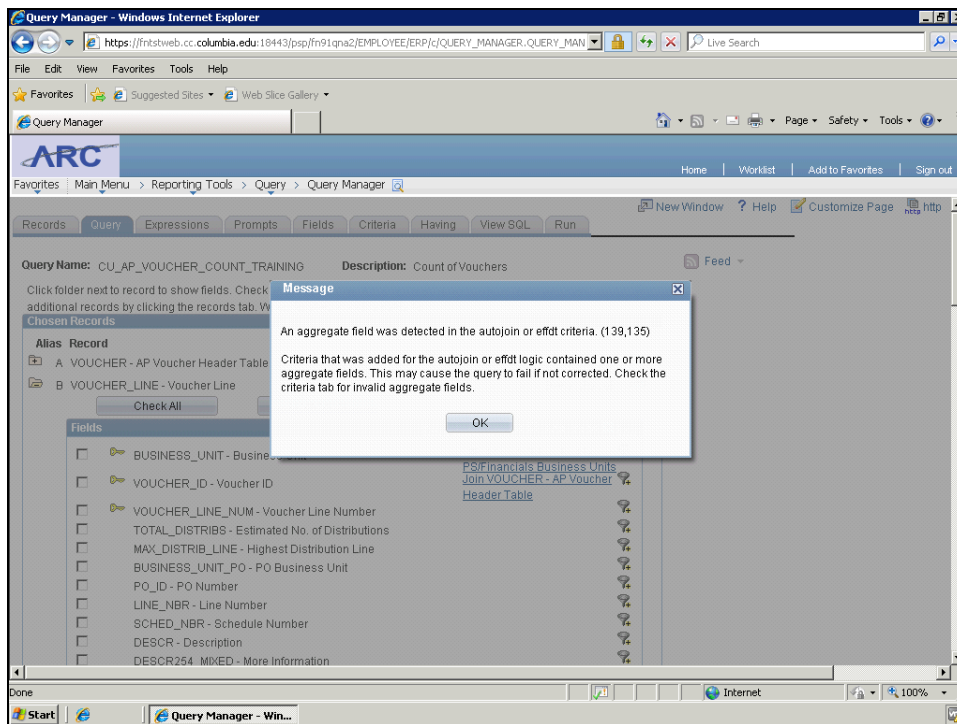 Query Manager - Windows Internet Explorer
https://fntstweb.cc.columbia.edu:18443/psp/fn91qna2/EMPLOYEE/ERP/c/QUERY_MANAGER.QUERY_MAN
Live Search
File Edit View Favorites Tools Help
Favorites Suggested Sites Web Slice Gallery
Query Manager Page Safety Tools
ARC
Home | Worklist | Add to Favorites | Sign out
Favorites Main Menu > Reporting Tools > Query > Query Manager
New Window ? Help Customize Page http
Records Query Expressions Prompts Fields Criteria Having View SQL Run
Query Name: CU_AP_VOUCHER_COUNT_TRAINING Description: Count of Vouchers Feed
Click folder next to record to show fields. Check
additional records by clicking the records tab. W
Message
An aggregate field was detected in the autojoin or effdt criteria. (139,135)
Criteria that was added for the autojoin or effdt logic contained one or more
aggregate fields. This may cause the query to fail if not corrected. Check the
criteria tab for invalid aggregate fields.
OK
Chosen Records
Alias Record
A VOUCHER - AP Voucher Header Table
B VOUCHER_LINE - Voucher Line
Check All
Fields
BUSINESS_UNIT - Business Unit
PS/Financials Business Units
VOUCHER_ID - Voucher ID
Join VOUCHER - AP Voucher
Header Table
VOUCHER_LINE_NUM - Voucher Line Number
TOTAL_DISTRIBS - Estimated No. of Distributions
MAX_DISTRIB_LINE - Highest Distribution Line
BUSINESS_UNIT_PO - PO Business Unit
PO_ID - PO Number
LINE_NBR - Line Number
SCHED_NBR - Schedule Number
DESCR - Description
DESCR254_MIXED - More Information
Done Internet 100%
Start Query Manager - Win...